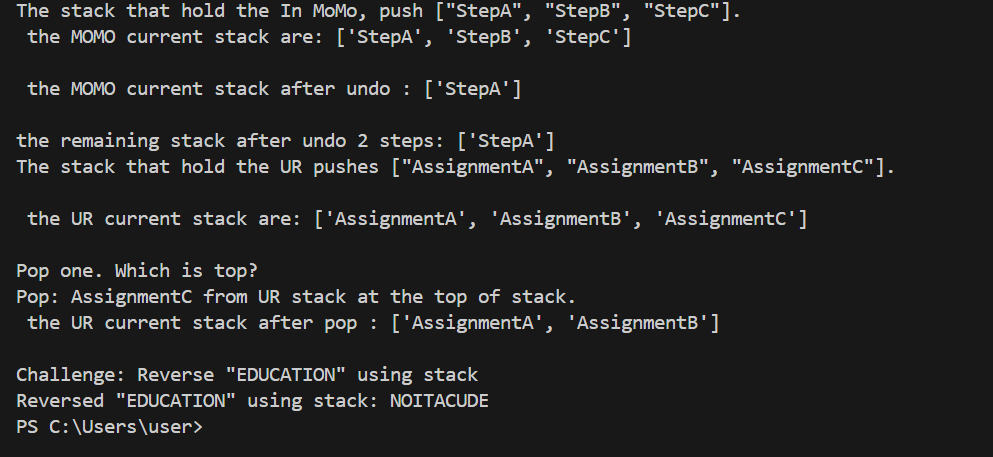 The stack that hold the In MoMo, push ["StepA", "StepB", "StepC"].
the MOMO current stack are: ['StepA', 'StepB', 'StepC']
the MOMO current stack after undo : ['StepA']
the remaining stack after undo 2 steps: ['StepA']
The stack that hold the UR pushes ["AssignmentA", "AssignmentB", "AssignmentC"].
the UR current stack are: ['AssignmentA', 'AssignmentB', 'AssignmentC']
Pop one. Which is top?
Pop: AssignmentC from UR stack at the top of stack.
the UR current stack after pop : ['AssignmentA', 'AssignmentB']
Challenge: Reverse "EDUCATION" using stack
Reversed "EDUCATION" using stack: NOITACUDE
PS C:\Users\user>